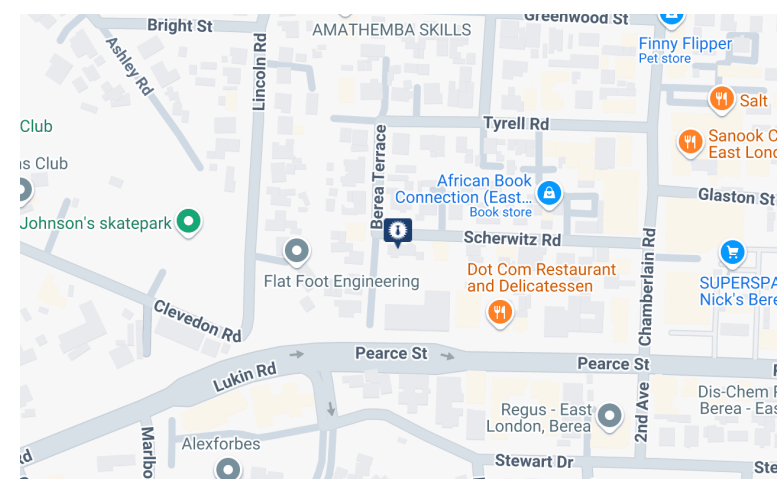 Greenwood St
Bright St
AMATHEMBA SKILLS
Ashley Rd
Lincoln Rd
Finny Flipper
Pet store
Salt
Club
Tyrell Rd
Berea Terrace
Sanook C
East Lond
s Club
African Book
Connection (East...
Book store
Glaston St
Johnson's skatepark
Scherwitz Rd
Chamberlain Rd
Flat Foot Engineering
Dot Com Restaurant
and Delicatessen
SUPERSPA
Nick's Bere
Clevedon Rd
Pearce St
Pearce St
Lukin Rd
2nd Ave
Dis-Chem
Berea - Eas
Regus - East
London, Berea
Marlbo
Alexforbes
Stewart Dr
Ste